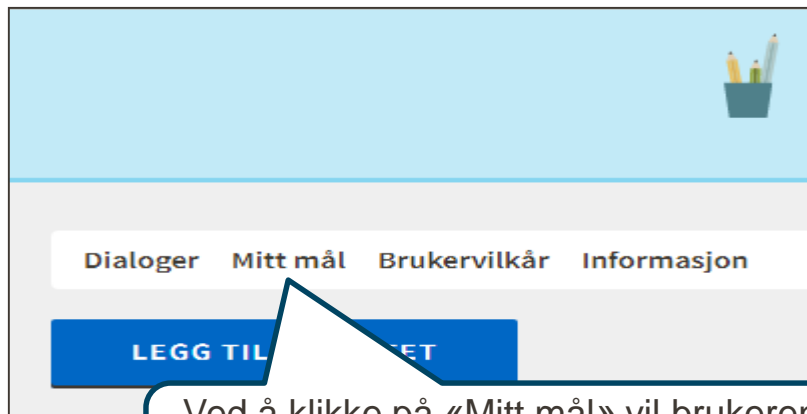 Dialoger Mitt mål Brukervilkår Informasjon
LEGG TIL
Ved å klikke på «Mitt mål» vil brukeren